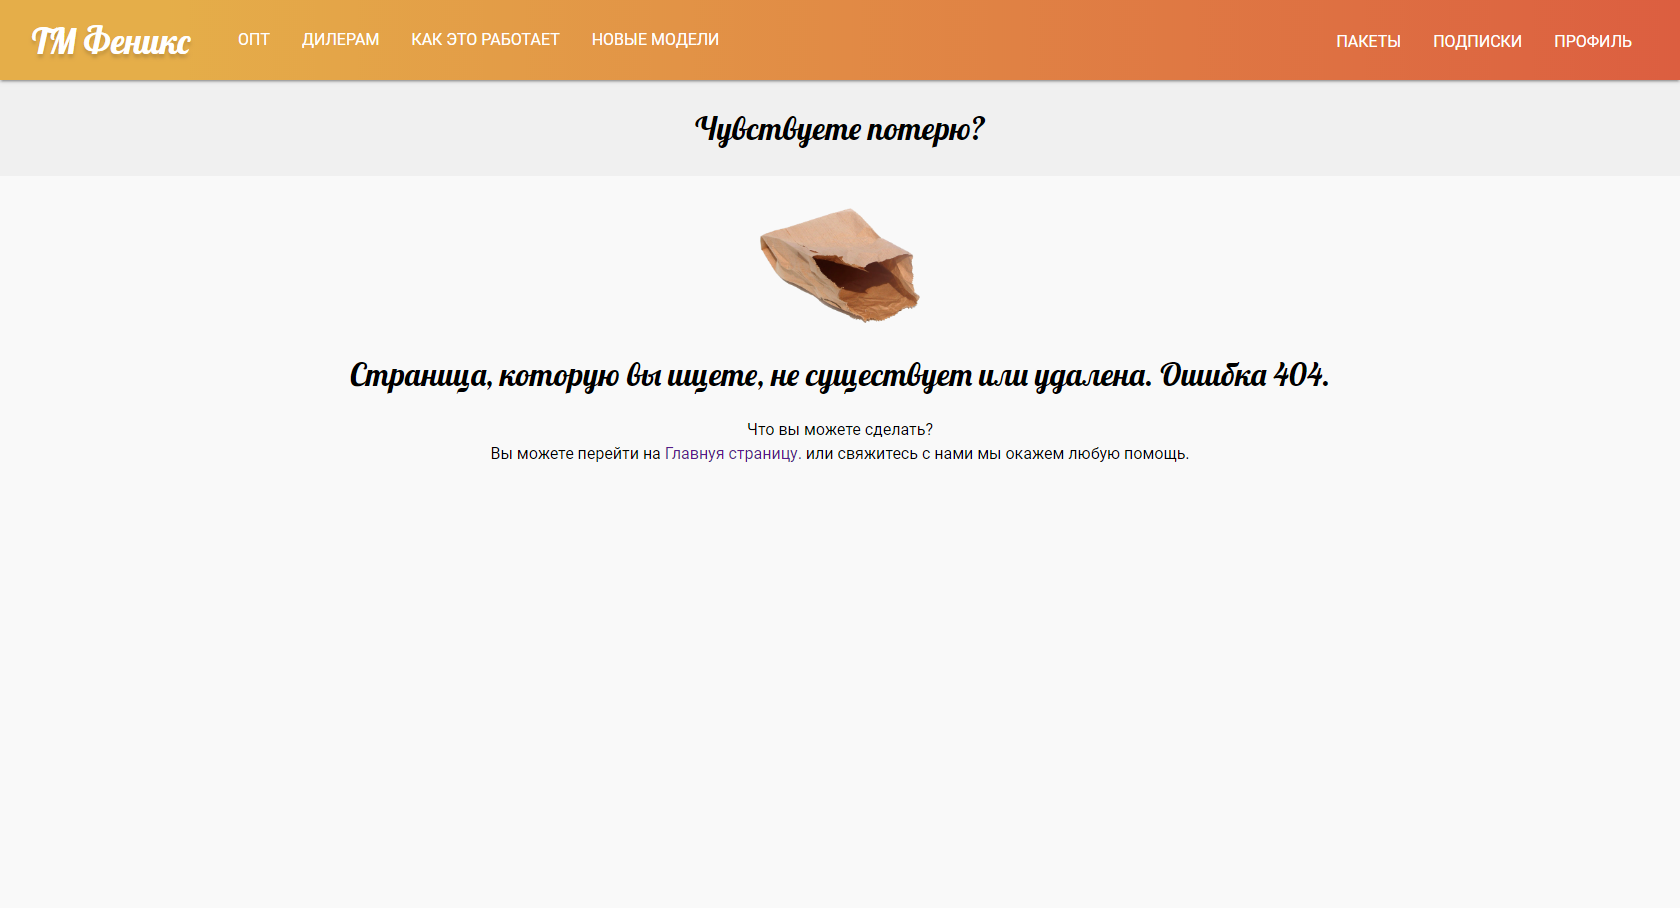 ТМ Феникс
ОПТ
ДИЛЕРАМ
КАК ЭТО РАБОТАЕТ
НОВЫЕ МОДЕЛИ
ПАКЕТЫ
ПОДПИСКИ
ПРОФИЛЬ
Чувствуете потерю?
Страница, которую вы ищете, не существует или удалена. Ошибка 404.
Что вы можете сделать?
Вы можете перейти на Главнуя страницу. или свяжитесь с нами мы окажем любую помощь.